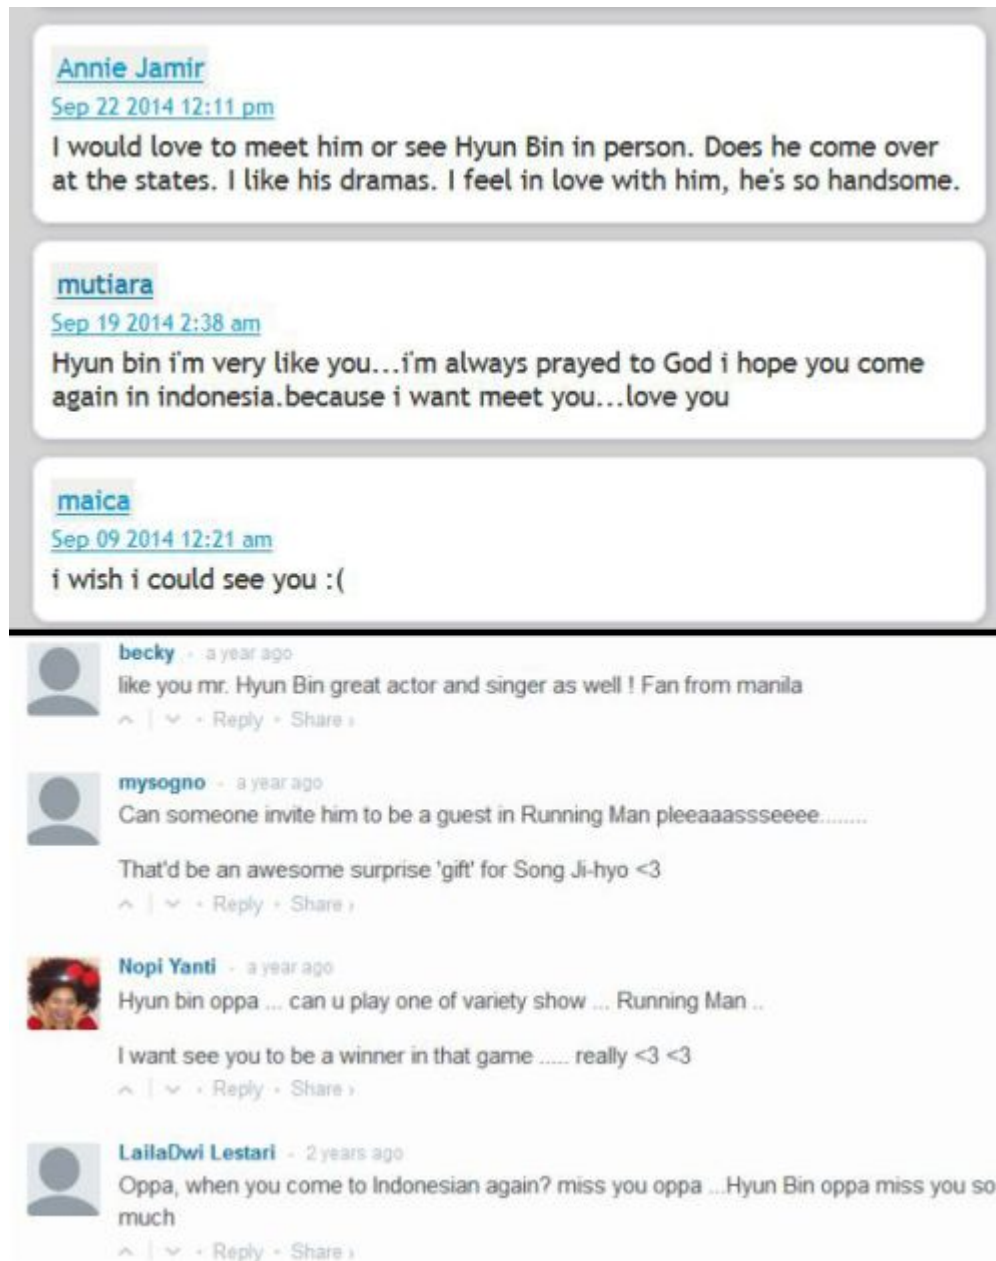 Annie Jamir
Sep 22 2014 12:11 pm
I would love to meet him or see Hyun Bin in person. Does he come over
at the states. I like his dramas. I feel in love with him, he's so handsome.
mutiara
Sep 19 2014 2:38 am
Hyun bin i'm very like you...i'm always prayed to God i hope you come
again in indonesia.because i want meet you...love you
maica
Sep 09 2014 12:21 am
i wish i could see you :(
becky - a year ago
like you mr. Hyun Bin great actor and singer as well ! Fan from manila
Reply • Share ›
mysogno - a year ago
Can someone invite him to be a guest in Running Man pleeaaassseeee........
That'd be an awesome surprise 'gift' for Song Ji-hyo <3
Reply • Share ›
Nopi Yanti - a year ago
Hyun bin oppa ... can u play one of variety show ... Running Man ..
I want see you to be a winner in that game ..... really <3 <3
Reply • Share ›
LailaDwi Lestari - 2 years ago
Oppa, when you come to Indonesian again? miss you oppa ...Hyun Bin oppa miss you so
much
Reply • Share ›